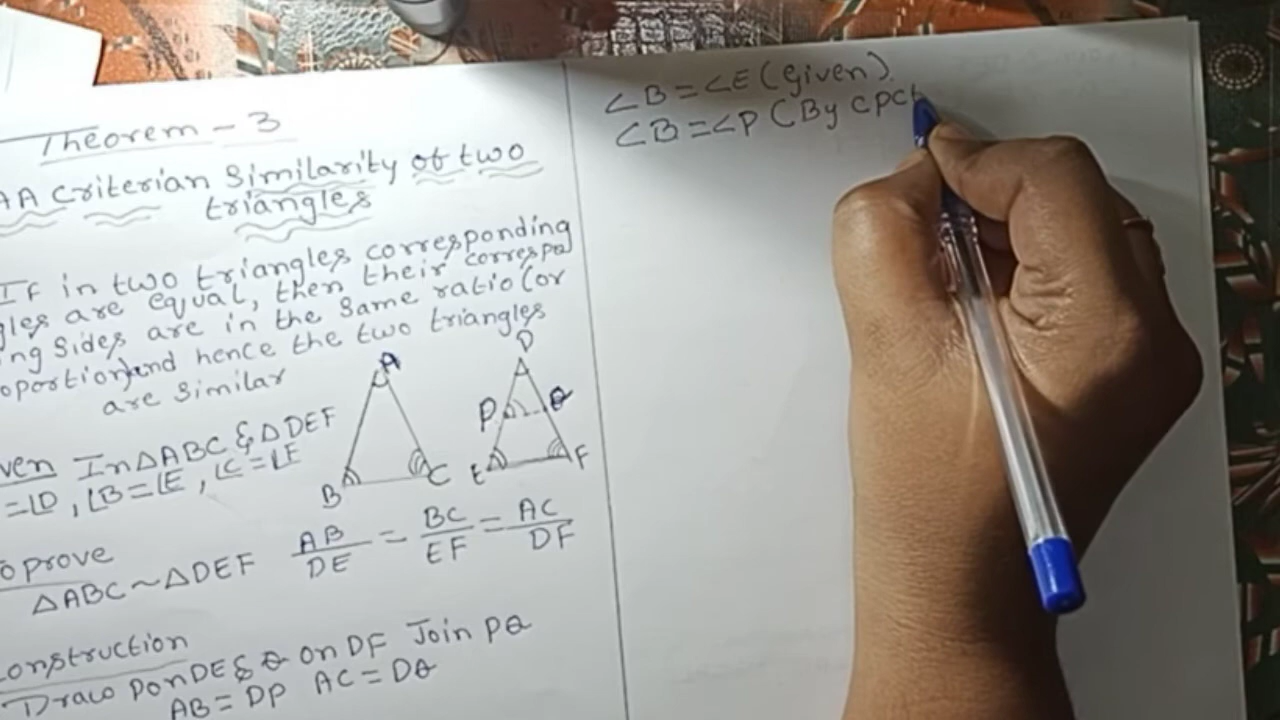 Theorem - 3
AA Criterian Similarity of two
triangles
IF in two triangles corresponding
gles are equal, then their correspo
ng Sides are in the Same ratio (or
oportion) and hence the two triangles
are similar
ven In △ABC & △DEF
=∠D, ∠B=∠E, ∠C=∠F
A
B
C
D
P
Q
E
F
o prove
△ABC ~ △DEF AB/DE = BC/EF = AC/DF
onstruction
Draw P on DE & Q on DF Join PQ
AB = DP AC = DQ
∠B = ∠E (Given).
∠B = ∠P (By CPCt